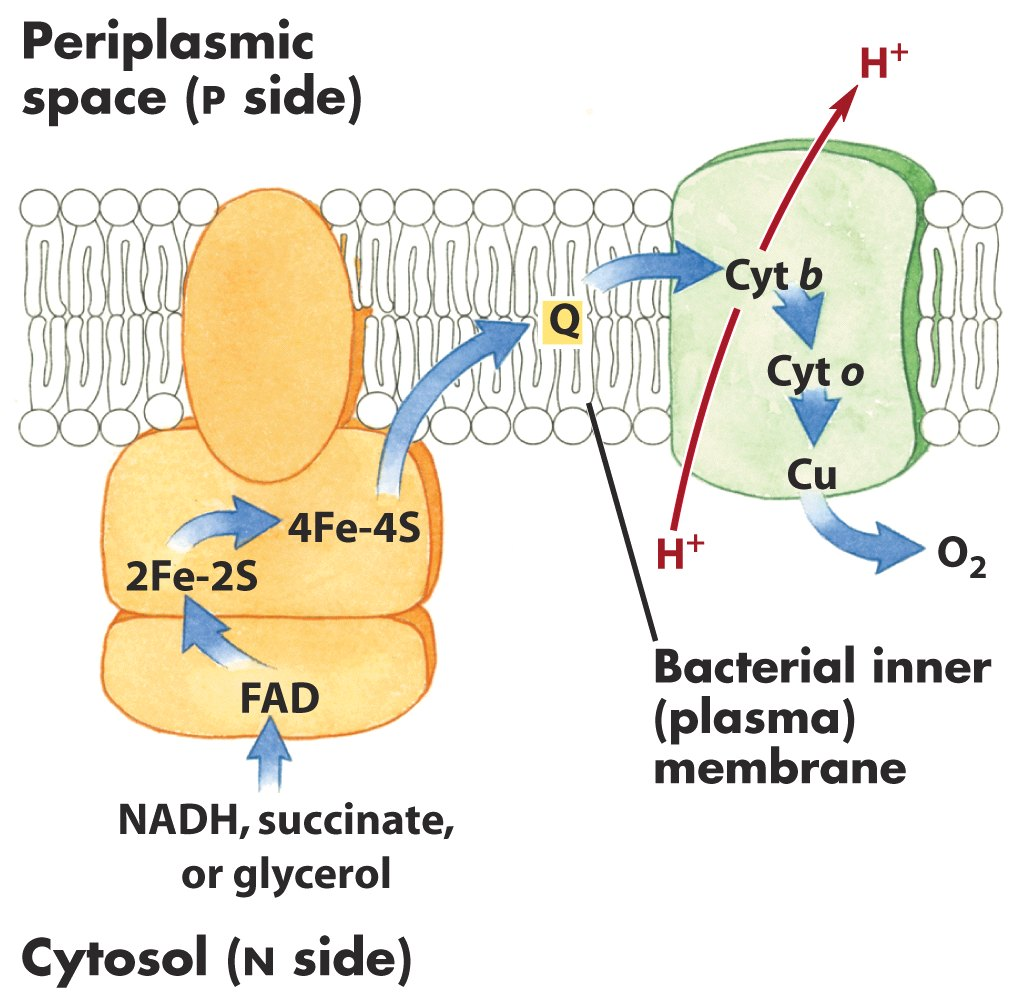 Periplasmic
space (P side)
H⁺
Cyt b
Q
Cyt o
Cu
4Fe-4S
H⁺
O₂
2Fe-2S
Bacterial inner
(plasma)
membrane
FAD
NADH, succinate,
or glycerol
Cytosol (N side)